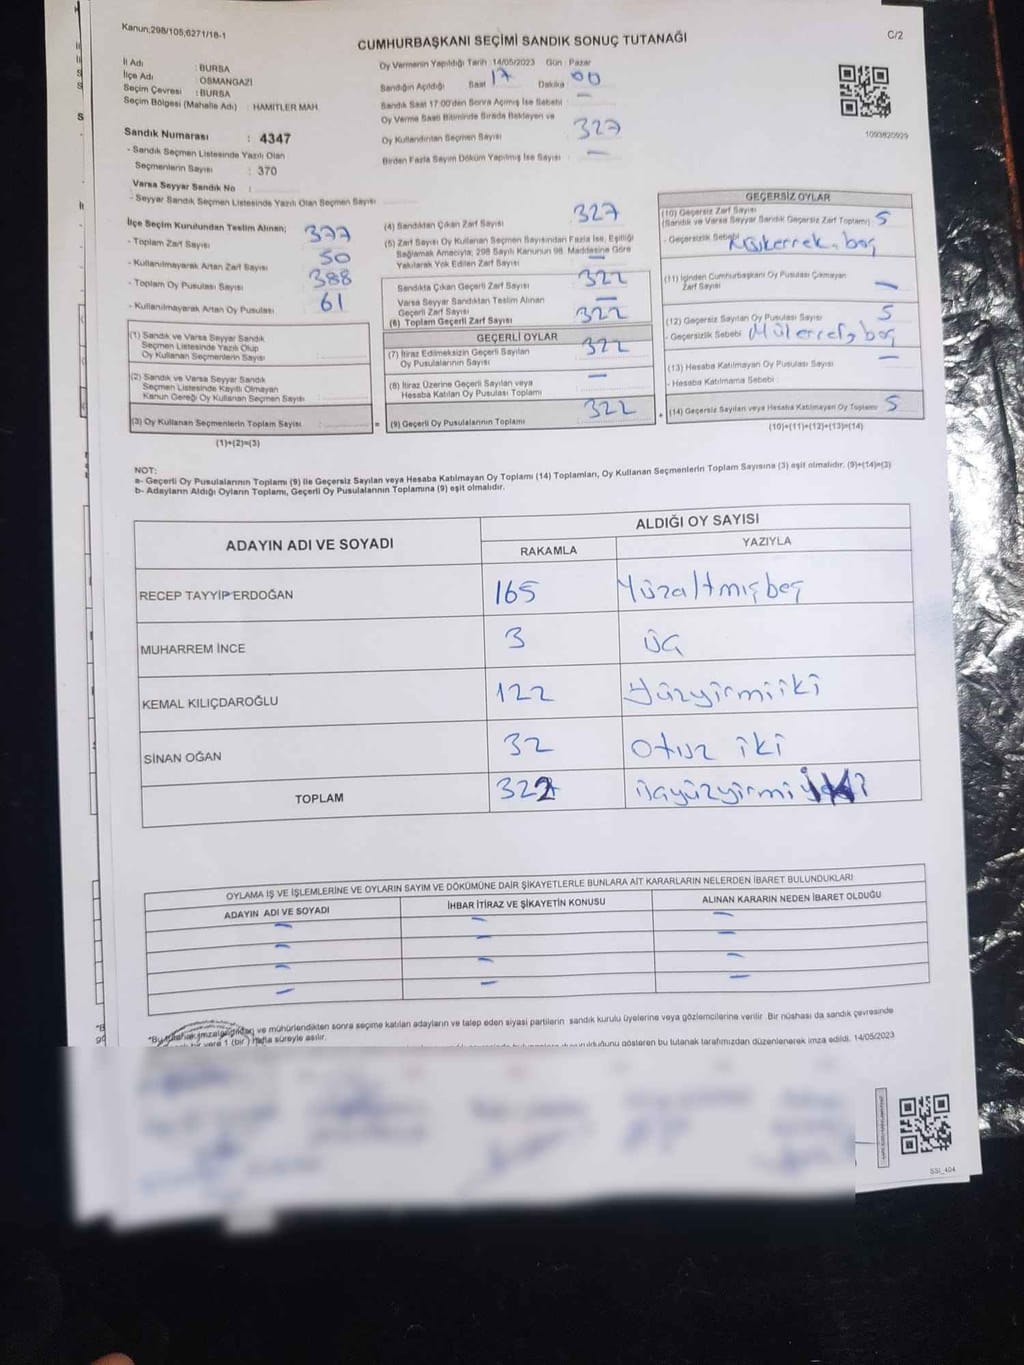 Kanun;298/105;6271/18-1
C/2
CUMHURBAŞKANI SEÇİMİ SANDIK SONUÇ TUTANAĞI
İl Adı : BURSA
İlçe Adı : OSMANGAZİ
Seçim Çevresi : BURSA
Seçim Bölgesi (Mahalle Adı) : HAMİTLER MAH.
Sandık Numarası : 4347
- Sandık Seçmen Listesinde Yazılı Olan
Seçmenlerin Sayısı : 370
Varsa Seyyar Sandık No :
- Seyyar Sandık Listesinde Yazılı Olan Seçmen Sayısı
Oy Vermenin Yapıldığı Tarih :14/05/2023 Gün : Pazar
Sandığın Açıldığı Saat 17 Dakika 00
Sandık Saat 17.00'den Sonra Açılmış İse Sebebi : —
Oy Verme Saati Bitiminde Sırada Bekleyen ve
Oy Kullandırılan Seçmen Sayısı : 327
Birden Fazla Sayım Döküm Yapılmış İse Sayısı : —
1093820929
İlçe Seçim Kurulundan Teslim Alınan;
- Toplam Zarf Sayısı : 377
- Kullanılmayarak Artan Zarf Sayısı : 50
- Toplam Oy Pusulası Sayısı : 388
- Kullanılmayarak Artan Oy Pusulası : 61
(1) Sandık ve Varsa Seyyar Sandık
Seçmen Listesinde Yazılı Olup
Oy Kullanan Seçmenlerin Sayısı :
(2) Sandık ve Varsa Seyyar Sandık
Seçmen Listesinde Kayıtlı Olmayan
Kanun Gereği Oy Kullanan Seçmen Sayısı :
(3) Oy Kullanan Seçmenlerin Toplam Sayısı :
(1)+(2)=(3)
(4) Sandıktan Çıkan Zarf Sayısı : 327
(5) Zarf Sayısı Oy Kullanan Seçmen Sayısından Fazla İse, Eşitliği
Sağlamak Amacıyla; 298 Sayılı Kanunun 98. Maddesine Göre
Yakılarak Yok Edilen Zarf Sayısı : —
Sandıkta Çıkan Geçerli Zarf Sayısı : 322
Varsa Seyyar Sandıktan Teslim Alınan
Geçerli Zarf Sayısı : —
(6) Toplam Geçerli Zarf Sayısı : 322
GEÇERLİ OYLAR
(7) İtiraz Edilmeksizin Geçerli Sayılan
Oy Pusulalarının Sayısı : 322
(8) İtiraz Üzerine Geçerli Sayılan veya
Hesaba Katılan Oy Pusulası Toplamı : —
(9) Geçerli Oy Pusulalarının Toplamı : 322
GEÇERSİZ OYLAR
(10) Geçersiz Zarf Sayısı
(Sandık ve Varsa Seyyar Sandık Geçersiz Zarf Toplamı) 5
- Geçersizlik Sebebi boş
(11) İçinden Cumhurbaşkanı Oy Pusulası Çıkmayan
Zarf Sayısı : —
(12) Geçersiz Sayılan Oy Pusulası Sayısı : 5
- Geçersizlik Sebebi boş
(13) Hesaba Katılmayan Oy Pusulası Sayısı : —
- Hesaba Katılmama Sebebi :
(14) Geçersiz Sayılan veya Hesaba Katılmayan Oy Toplamı 5
(10)+(11)+(12)+(13)=(14)
NOT:
a- Geçerli Oy Pusulalarının Toplamı (9) ile Geçersiz Sayılan veya Hesaba Katılmayan Oy Toplamı (14) Toplamları, Oy Kullanan Seçmenlerin Toplam Sayısına (3) eşit olmalıdır. (9)+(14)=(3)
b- Adayların Aldığı Oyların Toplamı, Geçerli Oy Pusulalarının Toplamına (9) eşit olmalıdır.
ADAYIN ADI VE SOYADI ALDIĞI OY SAYISI
RAKAMLA YAZIYLA
RECEP TAYYİP ERDOĞAN 165 Yüzaltmışbeş
MUHARREM İNCE 3 üç
KEMAL KILIÇDAROĞLU 122 Yüzyirmiiki
SİNAN OĞAN 32 Otuz iki
TOPLAM 322 üçyüzyirmi iki
OYLAMA İŞ VE İŞLEMLERİNE VE OYLARIN SAYIM VE DÖKÜMÜNE DAİR ŞİKAYETLERLE BUNLARA AİT KARARLARIN NELERDEN İBARET BULUNDUKLARI
ADAYIN ADI VE SOYADI İHBAR İTİRAZ VE ŞİKAYETİN KONUSU ALINAN KARARIN NEDEN İBARET OLDUĞU
ve mühürlendikten sonra seçime katılan adayların ve talep eden siyasi partilerin sandık kurulu üyelerine veya gözlemcilerine verilir. Bir nüshası da sandık çevresinde
1 (bir) hafta süreyle asılır.
gösteren bu tutanak tarafımızdan düzenlenerek imza edildi. 14/05/2023
SSI_404